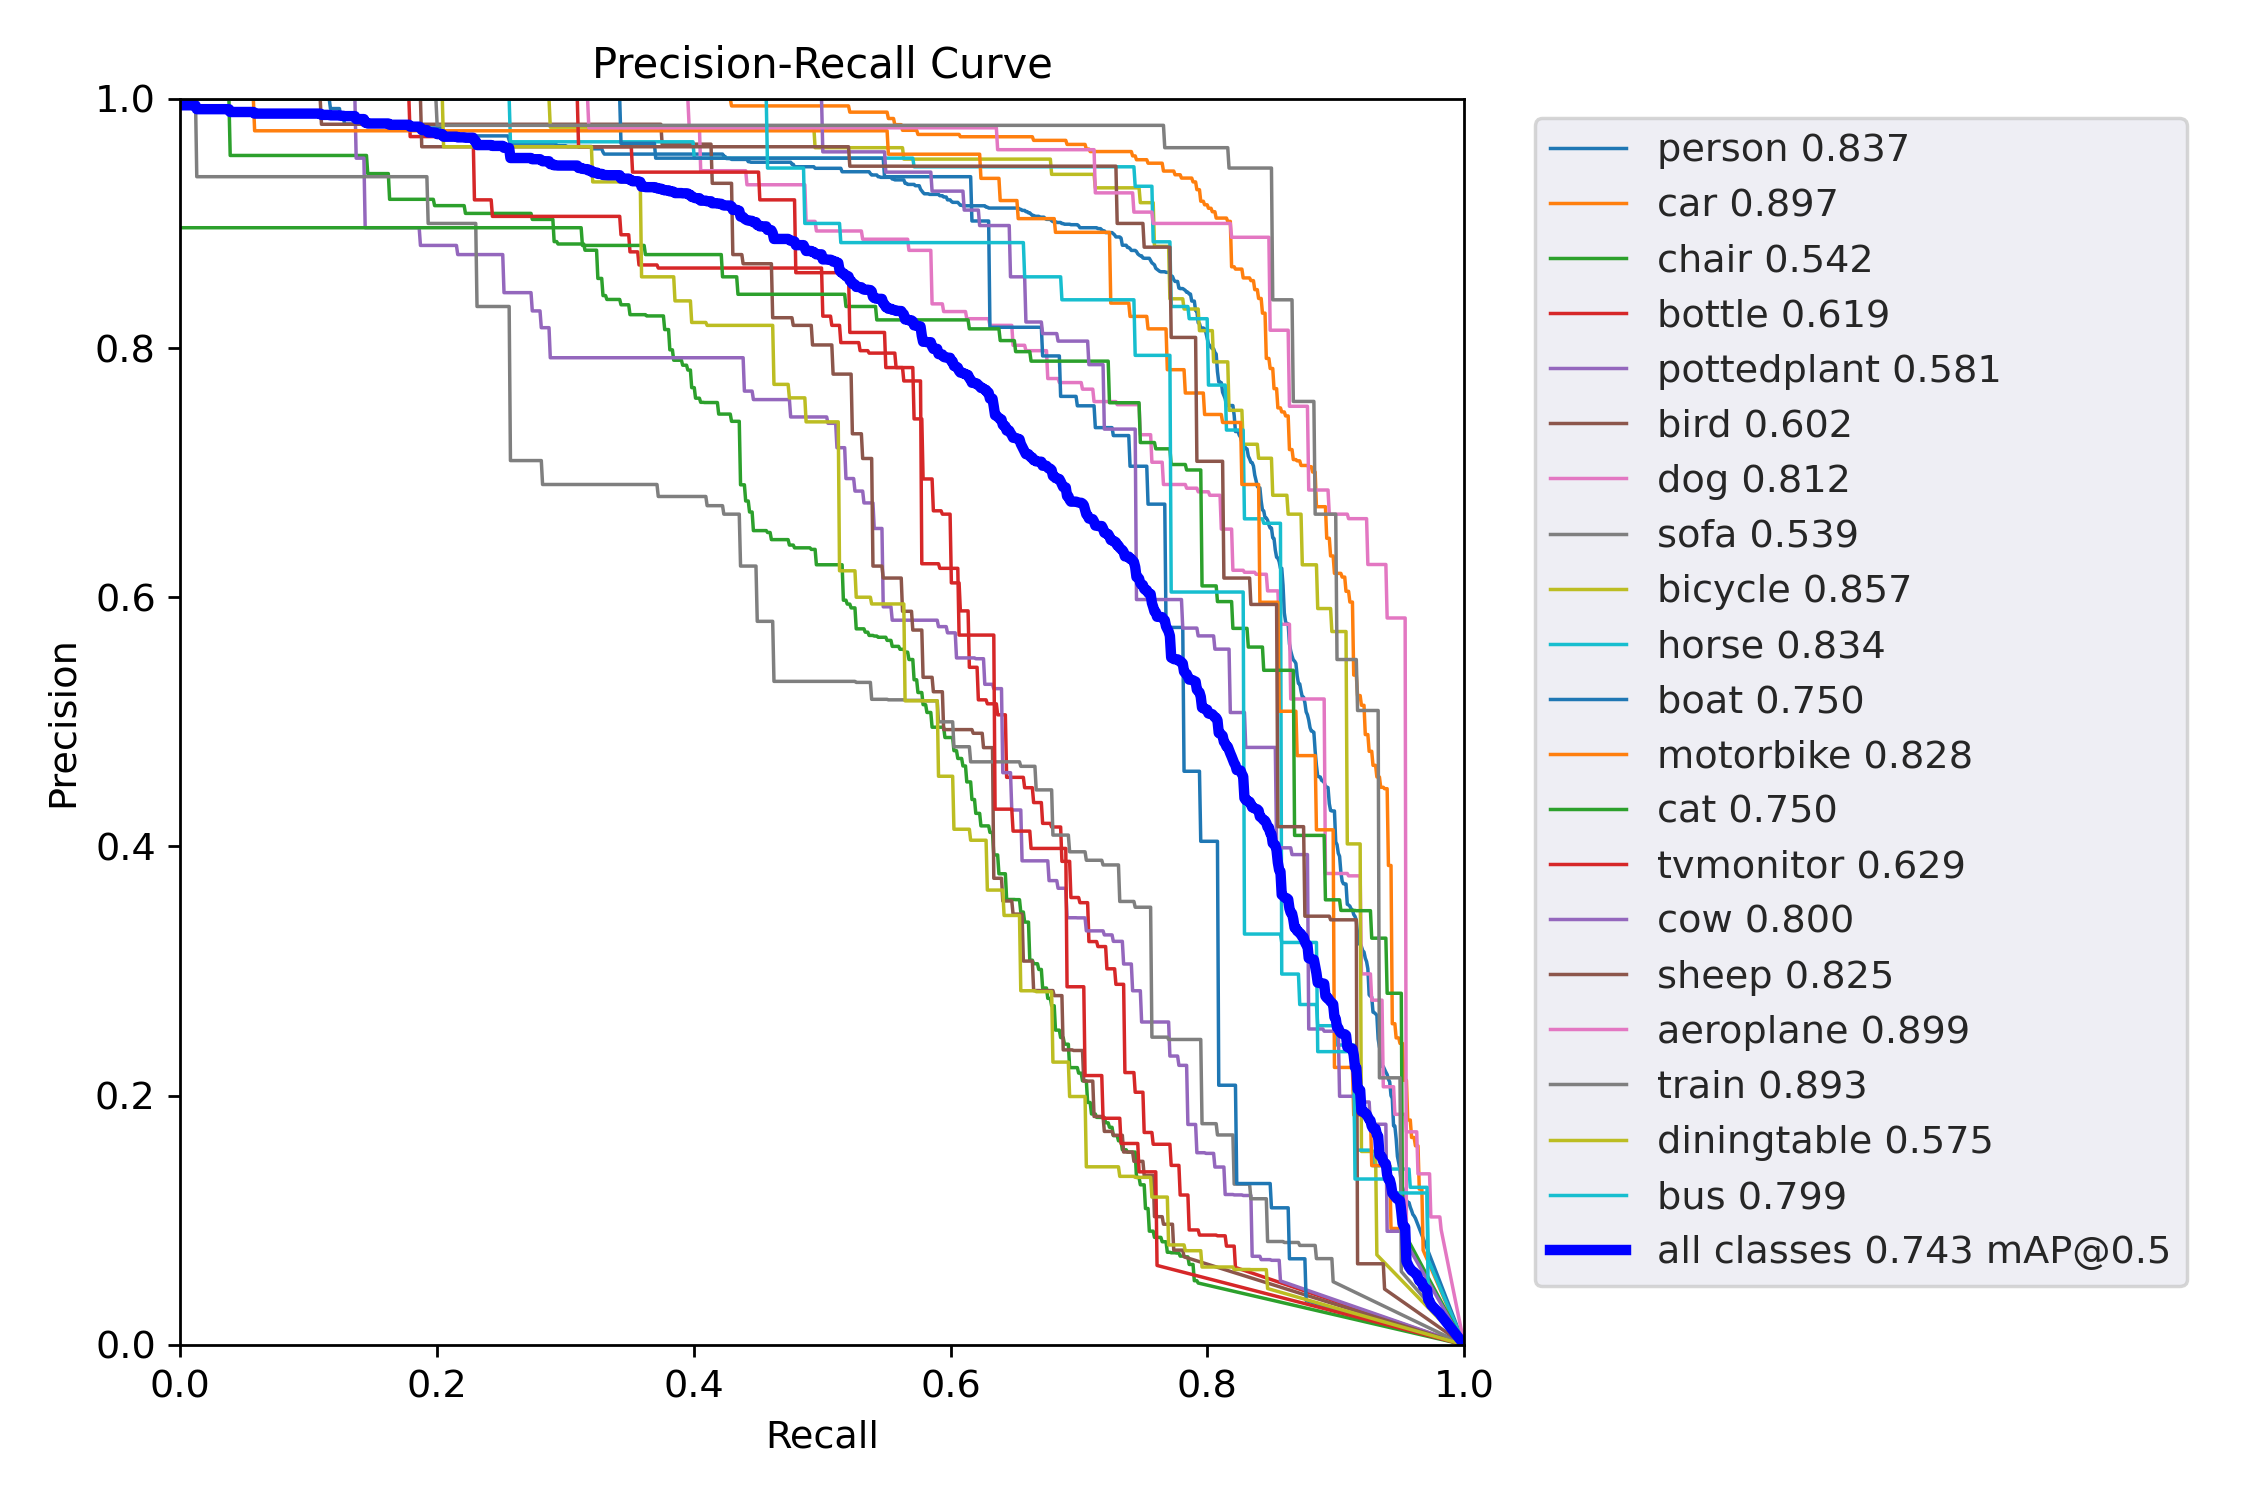 Precision-Recall Curve
1.0
0.8
0.6
0.4
0.2
0.0
Precision
0.0 0.2 0.4 0.6 0.8 1.0
Recall
person 0.837
car 0.897
chair 0.542
bottle 0.619
pottedplant 0.581
bird 0.602
dog 0.812
sofa 0.539
bicycle 0.857
horse 0.834
boat 0.750
motorbike 0.828
cat 0.750
tvmonitor 0.629
cow 0.800
sheep 0.825
aeroplane 0.899
train 0.893
diningtable 0.575
bus 0.799
all classes 0.743 mAP@0.5